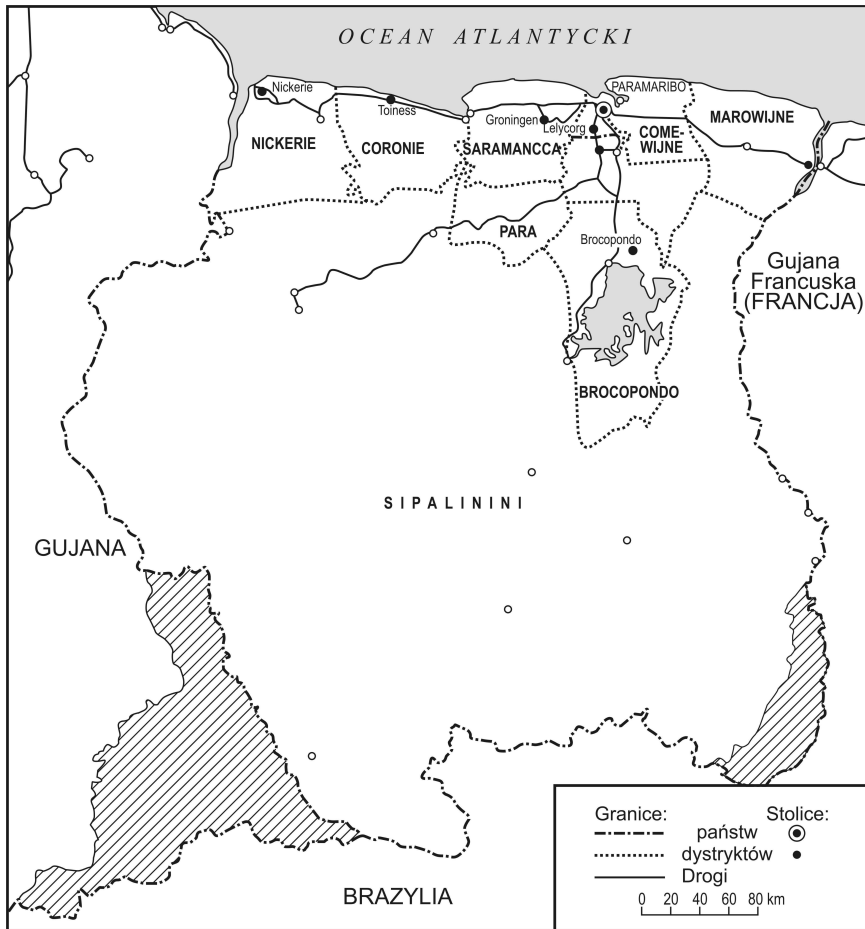 OCEAN ATLANTYCKI
Nickerie
Toiness
Groningen
Lelycorg
PARAMARIBO
NICKERIE
CORONIE
SARAMANCCA
COME-
WIJNE
MAROWIJNE
PARA
Brocopondo
Gujana
Francuska
(FRANCJA)
BROCOPONDO
SIPALININI
GUJANA
BRAZYLIA
Granice: Stolice:
państw
dystryktów
Drogi
0 20 40 60 80 km